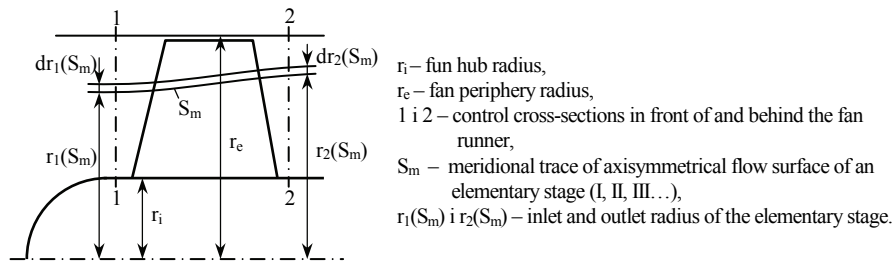 1
2
dr₁(Sₘ)
dr₂(Sₘ)
Sₘ
rₑ
r₁(Sₘ)
r₂(Sₘ)
1
2
rᵢ
rᵢ – fun hub radius,
rₑ – fan periphery radius,
1 i 2 – control cross-sections in front of and behind the fan
runner,
Sₘ – meridional trace of axisymmetrical flow surface of an
elementary stage (I, II, III…),
r₁(Sₘ) i r₂(Sₘ) – inlet and outlet radius of the elementary stage.